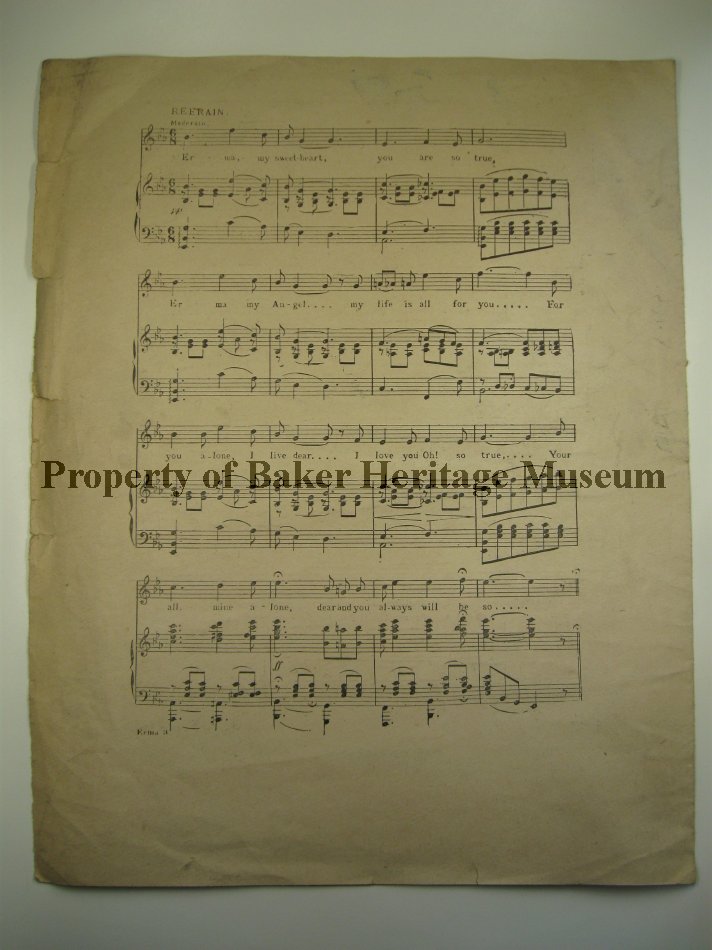 REFRAIN.
Moderato.
Er - ma, my sweet-heart, you are so true,
Er ma my An-gel.... my life is all for you..... For
you a-lone, I live dear.... I love you Oh! so true,.... Your
Property of Baker Heritage Museum
all mine a-lone, dear and you al-ways will be so.....
Erma 3